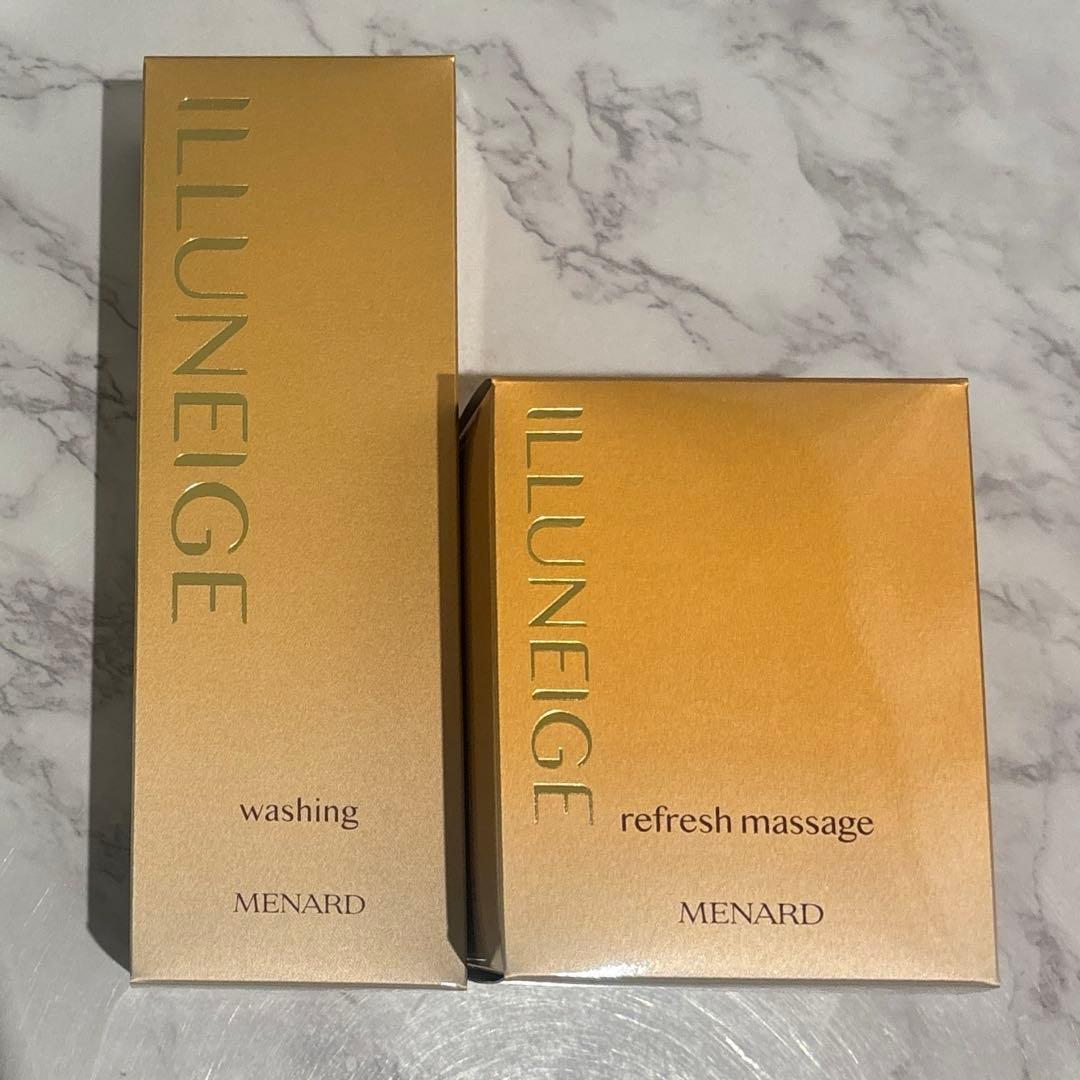 ILLUNEIGE
washing
MENARD
ILLUNEIGE
refresh massage
MENARD